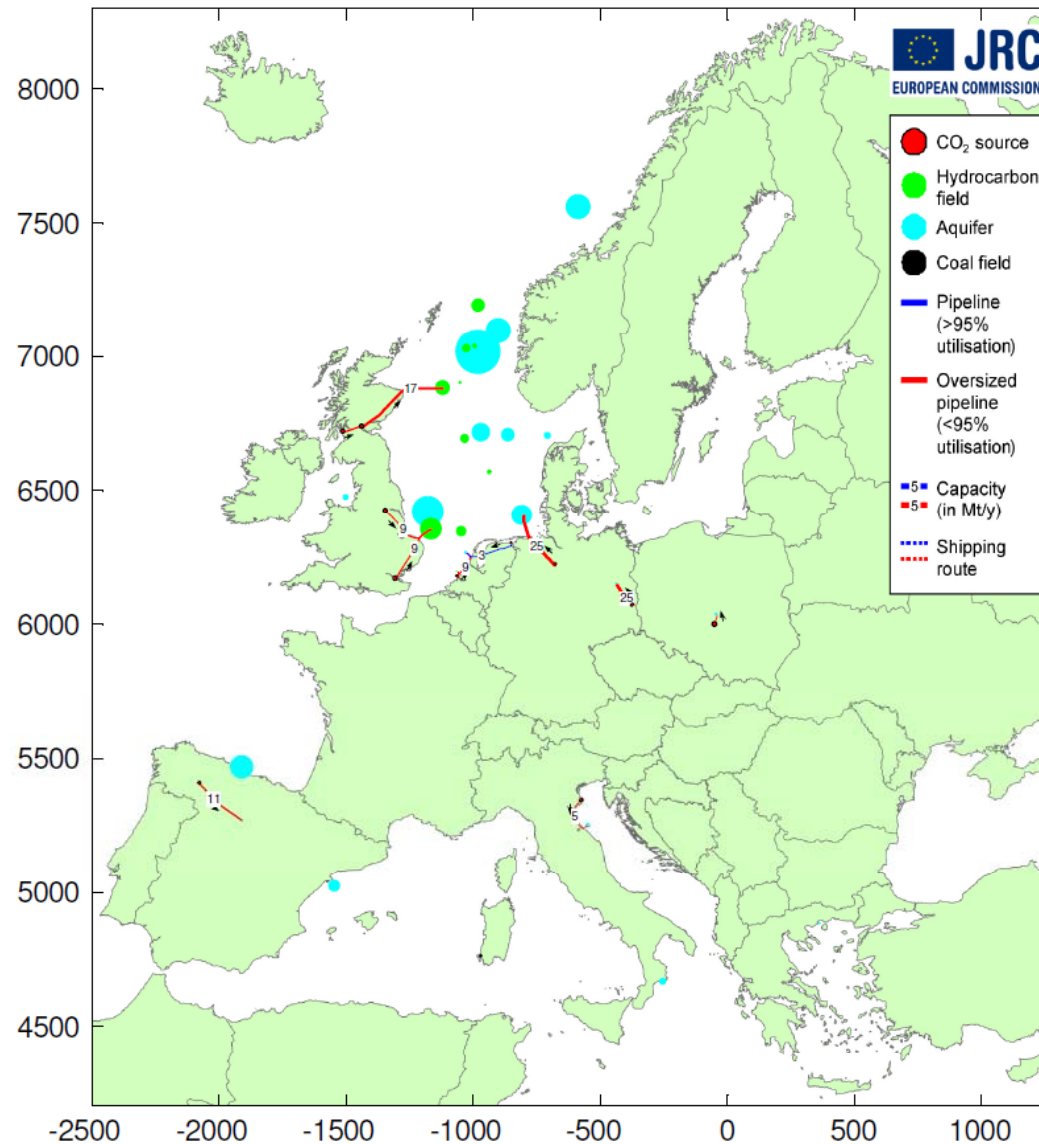 JRC
EUROPEAN COMMISSION
8000
7500
7000
6500
6000
5500
5000
4500
-2500
-2000
-1500
-1000
-500
0
500
1000
CO₂ source
Hydrocarbon
field
Aquifer
Coal field
Pipeline
(>95%
utilisation)
Oversized
pipeline
(<95%
utilisation)
5
Capacity
5
(in Mt/y)
Shipping
route
17
9
9
9
3
25
25
11
5